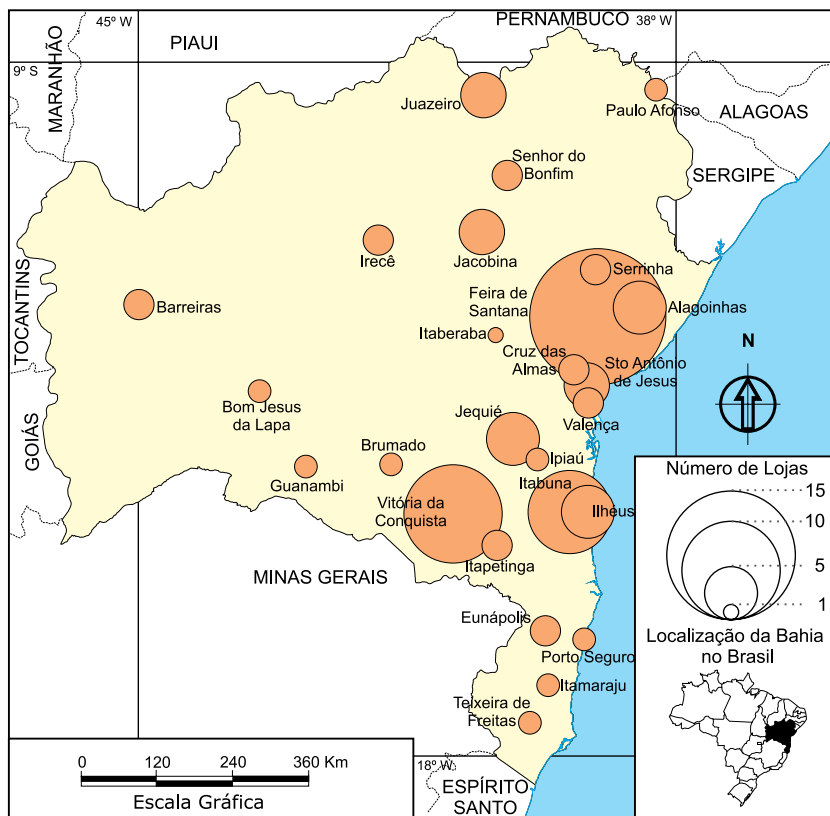 45º W
PERNAMBUCO
38º W
PIAUI
9º S
MARANHÃO
Juazeiro
Paulo Afonso
ALAGOAS
Senhor do
Bonfim
SERGIPE
Irecê
Jacobina
Serrinha
TOCANTINS
Barreiras
Feira de
Santana
Alagoinhas
Itaberaba
Cruz das
Almas
Sto Antônio
de Jesus
N
Bom Jesus
da Lapa
Valença
GOIÁS
Jequié
Brumado
Ipiaú
Guanambi
Itabuna
Vitória da
Conquista
Ilhéus
Itapetinga
MINAS GERAIS
Eunápolis
Porto Seguro
Itamaraju
Teixeira de
Freitas
Número de Lojas
15
10
5
1
Localização da Bahia
no Brasil
0 120 240 360 Km
Escala Gráfica
18º W
ESPÍRITO
SANTO